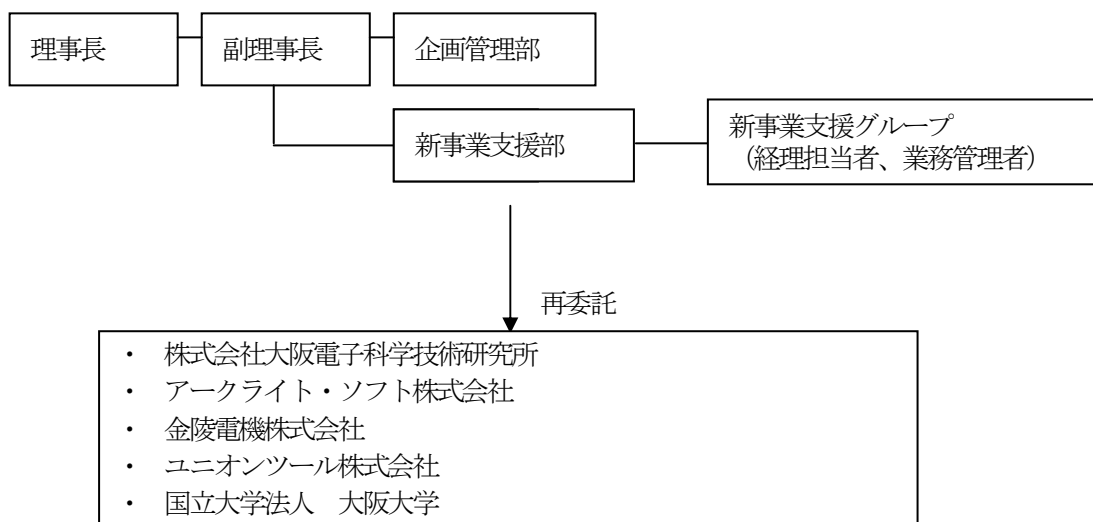 理事長
副理事長
企画管理部
新事業支援部
新事業支援グループ
（経理担当者、業務管理者）
再委託
・ 株式会社大阪電子科学技術研究所
・ アークライト・ソフト株式会社
・ 金陵電機株式会社
・ ユニオンツール株式会社
・ 国立大学法人　大阪大学